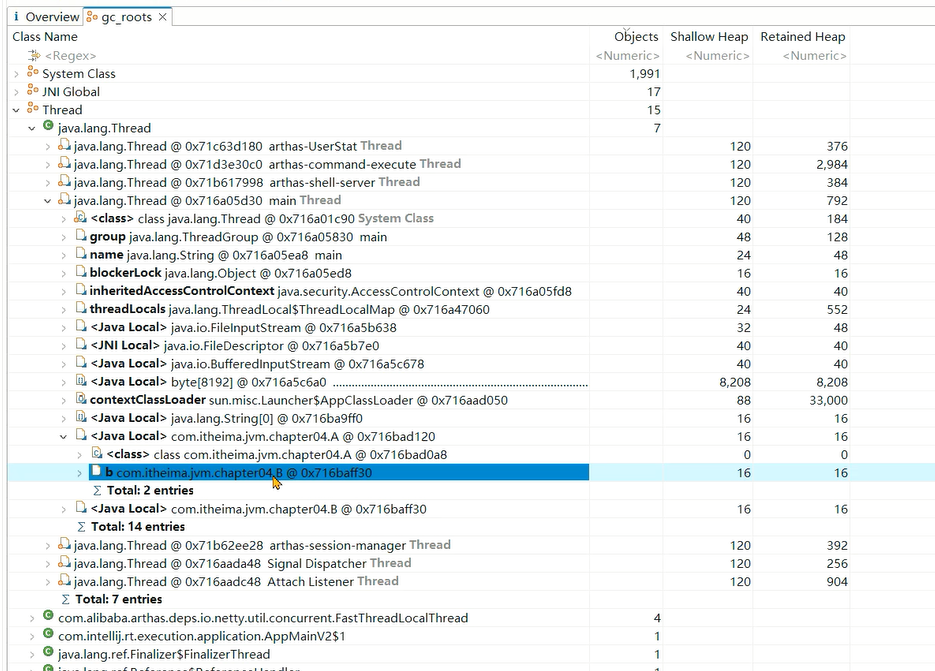 i Overview gc_roots
Class Name Objects Shallow Heap Retained Heap
<Regex> <Numeric> <Numeric> <Numeric>
System Class 1,991
JNI Global 17
Thread 15
java.lang.Thread 7
java.lang.Thread @ 0x71c63d180 arthas-UserStat Thread 120 376
java.lang.Thread @ 0x71d3e30c0 arthas-command-execute Thread 120 2,984
java.lang.Thread @ 0x71b617998 arthas-shell-server Thread 120 384
java.lang.Thread @ 0x716a05d30 main Thread 120 792
<class> class java.lang.Thread @ 0x716a01c90 System Class 40 184
group java.lang.ThreadGroup @ 0x716a05830 main 48 128
name java.lang.String @ 0x716a05ea8 main 24 48
blockerLock java.lang.Object @ 0x716a05ed8 16 16
inheritedAccessControlContext java.security.AccessControlContext @ 0x716a05fd8 40 40
threadLocals java.lang.ThreadLocal$ThreadLocalMap @ 0x716a47060 24 552
<Java Local> java.io.FileInputStream @ 0x716a5b638 32 48
<JNI Local> java.io.FileDescriptor @ 0x716a5b7e0 40 40
<Java Local> java.io.BufferedInputStream @ 0x716a5c678 40 40
<Java Local> byte[8192] @ 0x716a5c6a0 ................................................................ 8,208 8,208
contextClassLoader sun.misc.Launcher$AppClassLoader @ 0x716aad050 88 33,000
<Java Local> java.lang.String[0] @ 0x716ba9ff0 16 16
<Java Local> com.itheima.jvm.chapter04.A @ 0x716bad120 16 16
<class> class com.itheima.jvm.chapter04.A @ 0x716bad0a8 0 0
b com.itheima.jvm.chapter04.B @ 0x716baff30 16 16
Σ Total: 2 entries
<Java Local> com.itheima.jvm.chapter04.B @ 0x716baff30 16 16
Σ Total: 14 entries
java.lang.Thread @ 0x71b62ee28 arthas-session-manager Thread 120 392
java.lang.Thread @ 0x716aada48 Signal Dispatcher Thread 120 256
java.lang.Thread @ 0x716aadc48 Attach Listener Thread 120 904
Σ Total: 7 entries
com.alibaba.arthas.deps.io.netty.util.concurrent.FastThreadLocalThread 4
com.intellij.rt.execution.application.AppMainV2$1 1
java.lang.ref.Finalizer$FinalizerThread 1
java.lang.ref.Reference$ReferenceHandler 1